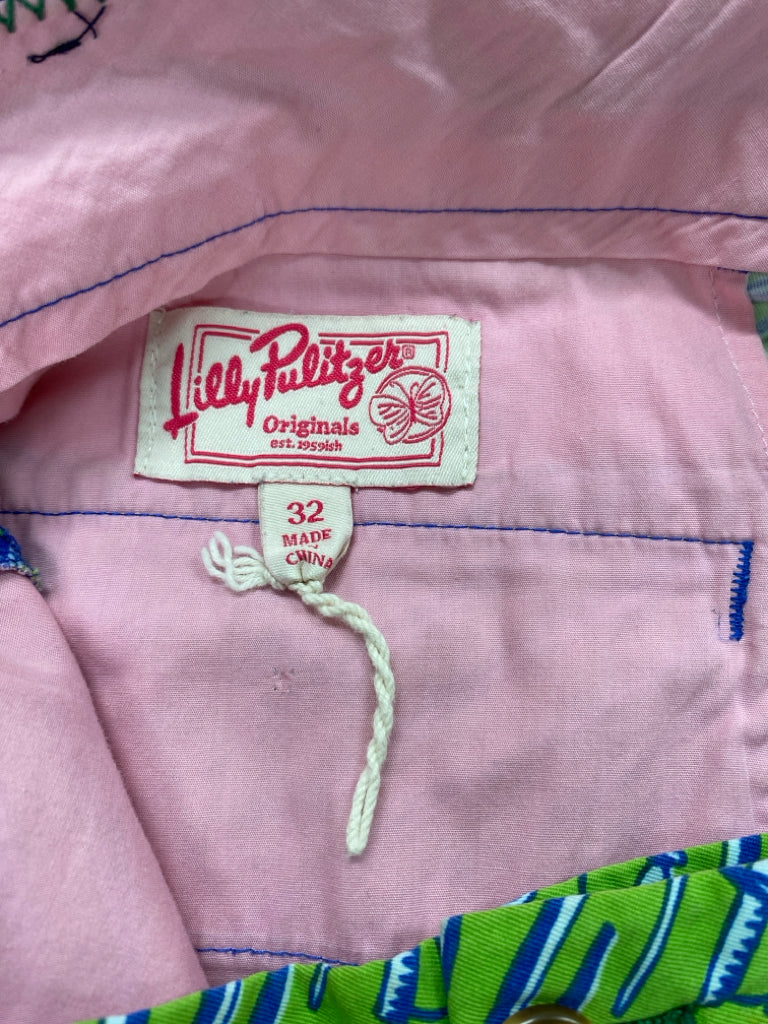 Lilly Pulitzer®
Originals
est. 1959ish
32
MADE
CHINA